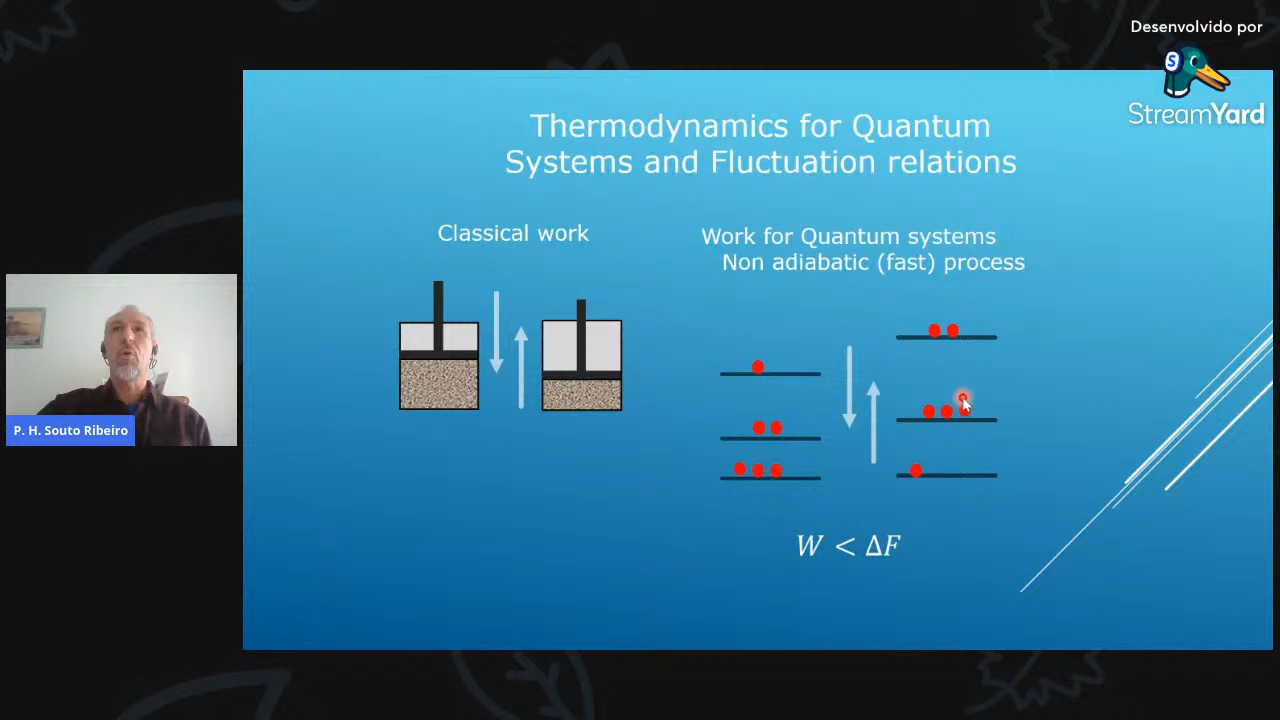 Desenvolvido por
StreamYard
Thermodynamics for Quantum
Systems and Fluctuation relations
Classical work
Work for Quantum systems
Non adiabatic (fast) process
W < ΔF
P. H. Souto Ribeiro